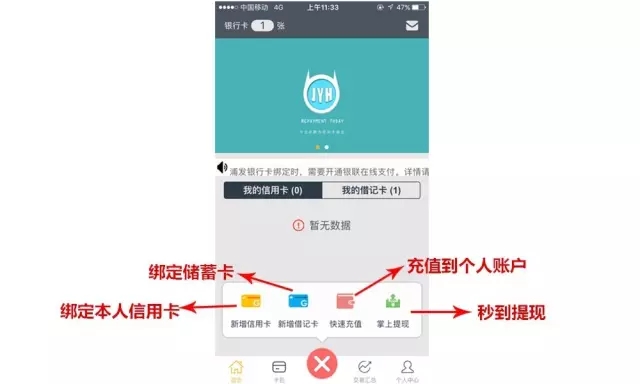 中国移动 4G 上午11:33 47%
银行卡 1 张
JYH
REPAYMENT TODAY
浦发银行卡绑定时，需要开通银联在线支付。详情请
我的信用卡 (0) 我的借记卡 (1)
暂无数据
绑定储蓄卡
充值到个人账户
绑定本人信用卡
秒到提现
新增信用卡 新增借记卡 快速充值 掌上提现
首页 卡包 交易汇总 个人中心